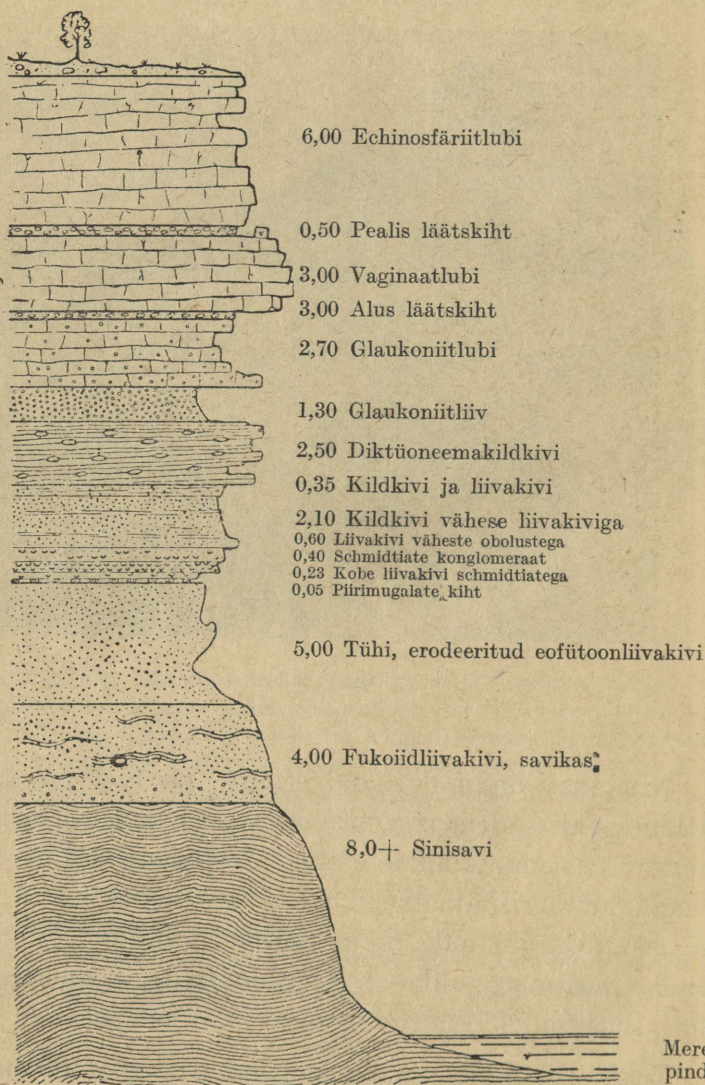 6,00 Echinosfäriitlubi
0,50 Pealis läätskiht
3,00 Vaginaatlubi
3,00 Alus läätskiht
2,70 Glaukoniitlubi
1,30 Glaukoniitliiv
2,50 Diktüoneemakildkivi
0,35 Kildkivi ja liivakivi
2,10 Kildkivi vähese liivakiviga
0,60 Liivakivi väheste obolustega
0,40 Schmidtiate konglomeraat
0,23 Kobe liivakivi schmidtiatega
0,05 Piirimugalate kiht
5,00 Tühi, erodeeritud eofütoonliivakivi
4,00 Fukoiidliivakivi, savikas
8,0+ Sinisavi
Mere
pind